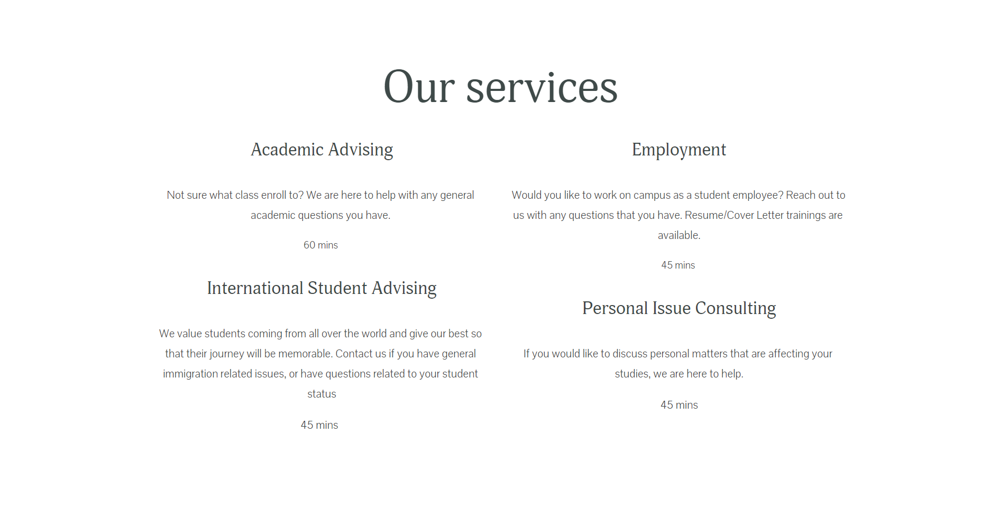 Our services
Academic Advising
Not sure what class enroll to? We are here to help with any general
academic questions you have.
60 mins
International Student Advising
We value students coming from all over the world and give our best so
that their journey will be memorable. Contact us if you have general
immigration related issues, or have questions related to your student
status
45 mins
Employment
Would you like to work on campus as a student employee? Reach out to
us with any questions that you have. Resume/Cover Letter trainings are
available.
45 mins
Personal Issue Consulting
If you would like to discuss personal matters that are affecting your
studies, we are here to help.
45 mins